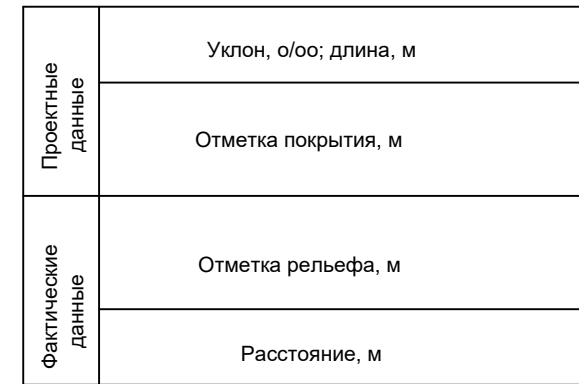 Проектные
данные
Уклон, о/оо; длина, м
Отметка покрытия, м
Фактические
данные
Отметка рельефа, м
Расстояние, м